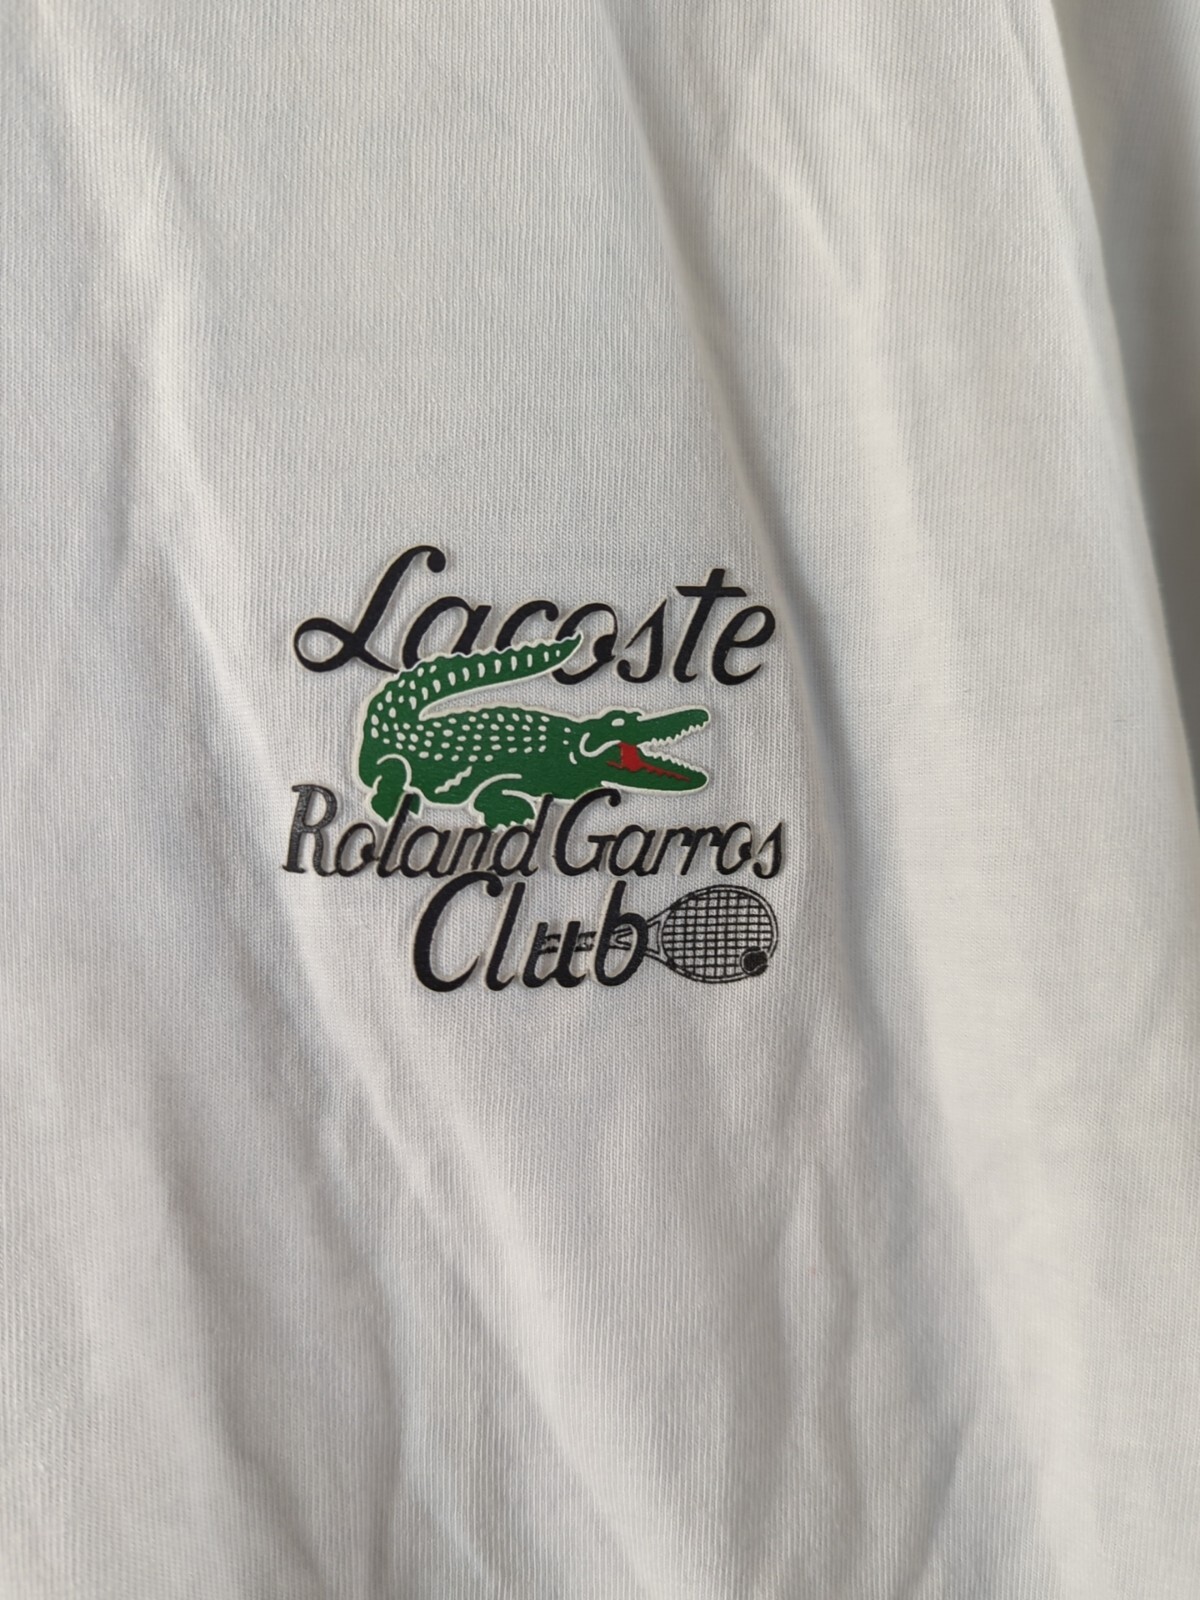 Lacoste
Roland Garros
Club